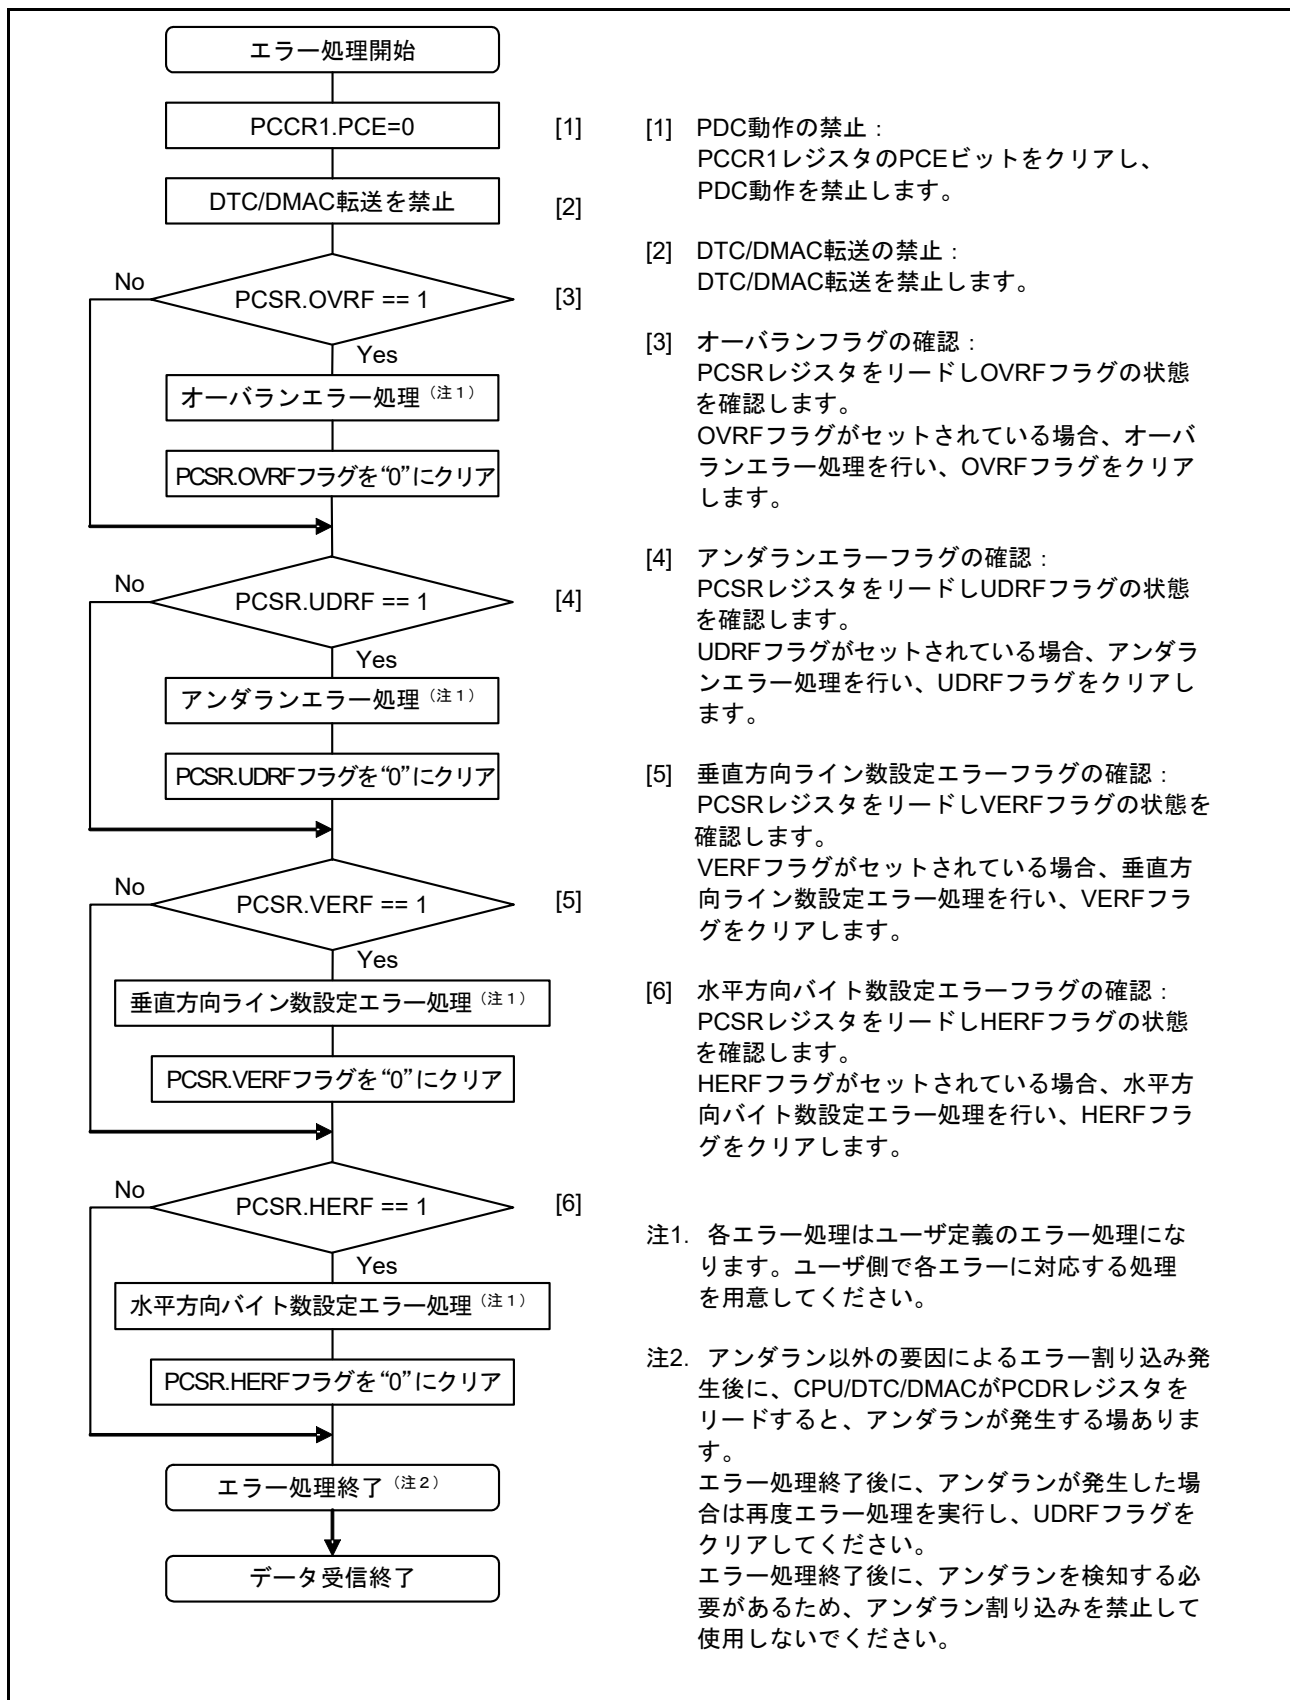 エラー処理開始
PCCR1.PCE=0 [1]
DTC/DMAC転送を禁止 [2]
No
PCSR.OVRF == 1 [3]
Yes
オーバランエラー処理（注１）
PCSR.OVRFフラグを“0”にクリア
No
PCSR.UDRF == 1 [4]
Yes
アンダランエラー処理（注１）
PCSR.UDRFフラグを“0”にクリア
No
PCSR.VERF == 1 [5]
Yes
垂直方向ライン数設定エラー処理（注１）
PCSR.VERFフラグを“0”にクリア
No
PCSR.HERF == 1 [6]
Yes
水平方向バイト数設定エラー処理（注１）
PCSR.HERFフラグを“0”にクリア
エラー処理終了（注２）
データ受信終了
[1] PDC動作の禁止：
PCCR1レジスタのPCEビットをクリアし、
PDC動作を禁止します。
[2] DTC/DMAC転送の禁止：
DTC/DMAC転送を禁止します。
[3] オーバランフラグの確認：
PCSRレジスタをリードしOVRFフラグの状態
を確認します。
OVRFフラグがセットされている場合、オーバ
ランエラー処理を行い、OVRFフラグをクリア
します。
[4] アンダランエラーフラグの確認：
PCSRレジスタをリードしUDRFフラグの状態
を確認します。
UDRFフラグがセットされている場合、アンダラ
ンエラー処理を行い、UDRFフラグをクリアし
ます。
[5] 垂直方向ライン数設定エラーフラグの確認：
PCSRレジスタをリードしVERFフラグの状態を
確認します。
VERFフラグがセットされている場合、垂直方
向ライン数設定エラー処理を行い、VERFフラ
グをクリアします。
[6] 水平方向バイト数設定エラーフラグの確認：
PCSRレジスタをリードしHERFフラグの状態
を確認します。
HERFフラグがセットされている場合、水平方
向バイト数設定エラー処理を行い、HERFフラ
グをクリアします。
注1. 各エラー処理はユーザ定義のエラー処理にな
ります。ユーザ側で各エラーに対応する処理
を用意してください。
注2. アンダラン以外の要因によるエラー割り込み発
生後に、CPU/DTC/DMACがPCDRレジスタを
リードすると、アンダランが発生する場ありま
す。
エラー処理終了後に、アンダランが発生した場
合は再度エラー処理を実行し、UDRFフラグを
クリアしてください。
エラー処理終了後に、アンダランを検知する必
要があるため、アンダラン割り込みを禁止して
使用しないでください。